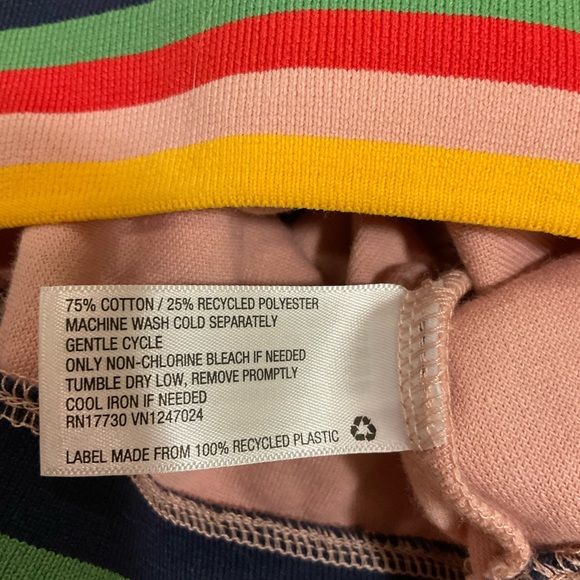 75% COTTON / 25% RECYCLED POLYESTER
MACHINE WASH COLD SEPARATELY
GENTLE CYCLE
ONLY NON-CHLORINE BLEACH IF NEEDED
TUMBLE DRY LOW, REMOVE PROMPTLY
COOL IRON IF NEEDED
RN17730 VN1247024
LABEL MADE FROM 100% RECYCLED PLASTIC